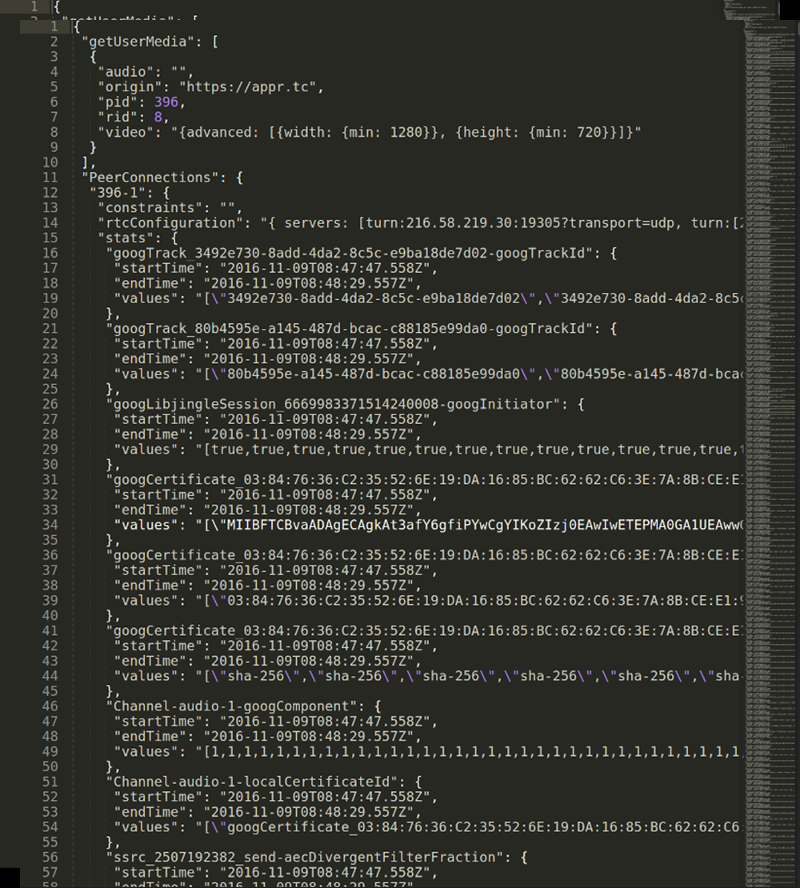 1 {
1 {
2 "getUserMedia": [
3 {
4 "audio": "",
5 "origin": "https://appr.tc",
6 "pid": 396,
7 "rid": 8,
8 "video": "{advanced: [{width: {min: 1280}}, {height: {min: 720}}]}"
9 }
10 ],
11 "PeerConnections": {
12 "396-1": {
13 "constraints": "",
14 "rtcConfiguration": "{ servers: [turn:216.58.219.30:19305?transport=udp, turn:[
15 "stats": {
16 "googTrack_3492e730-8add-4da2-8c5c-e9ba18de7d02-googTrackId": {
17 "startTime": "2016-11-09T08:47:47.558Z",
18 "endTime": "2016-11-09T08:48:29.557Z",
19 "values": "[\"3492e730-8add-4da2-8c5c-e9ba18de7d02\",\"3492e730-8add-4da2-8c5c
20 },
21 "googTrack_80b4595e-a145-487d-bcac-c88185e99da0-googTrackId": {
22 "startTime": "2016-11-09T08:47:47.558Z",
23 "endTime": "2016-11-09T08:48:29.557Z",
24 "values": "[\"80b4595e-a145-487d-bcac-c88185e99da0\",\"80b4595e-a145-487d-bcac
25 },
26 "googLibjingleSession_6669983371514240008-googInitiator": {
27 "startTime": "2016-11-09T08:47:47.558Z",
28 "endTime": "2016-11-09T08:48:29.557Z",
29 "values": "[true,true,true,true,true,true,true,true,true,true,true,true,true,
30 },
31 "googCertificate_03:84:76:36:C2:35:52:6E:19:DA:16:85:BC:62:62:C6:3E:7A:8B:CE:E1
32 "startTime": "2016-11-09T08:47:47.558Z",
33 "endTime": "2016-11-09T08:48:29.557Z",
34 "values": "[\"MIIBFTCBvaADAgECAgkAt3afY6gfiPYwCgYIKoZIzj0EAwIwETEPMA0GA1UEAww
35 },
36 "googCertificate_03:84:76:36:C2:35:52:6E:19:DA:16:85:BC:62:62:C6:3E:7A:8B:CE:E1
37 "startTime": "2016-11-09T08:47:47.558Z",
38 "endTime": "2016-11-09T08:48:29.557Z",
39 "values": "[\"03:84:76:36:C2:35:52:6E:19:DA:16:85:BC:62:62:C6:3E:7A:8B:CE:E1:
40 },
41 "googCertificate_03:84:76:36:C2:35:52:6E:19:DA:16:85:BC:62:62:C6:3E:7A:8B:CE:E1
42 "startTime": "2016-11-09T08:47:47.558Z",
43 "endTime": "2016-11-09T08:48:29.557Z",
44 "values": "[\"sha-256\",\"sha-256\",\"sha-256\",\"sha-256\",\"sha-256\",\"sha-
45 },
46 "Channel-audio-1-googComponent": {
47 "startTime": "2016-11-09T08:47:47.558Z",
48 "endTime": "2016-11-09T08:48:29.557Z",
49 "values": "[1,1,1,1,1,1,1,1,1,1,1,1,1,1,1,1,1,1,1,1,1,1,1,1,1,1,1,1,1,1,1,1,1,
50 },
51 "Channel-audio-1-localCertificateId": {
52 "startTime": "2016-11-09T08:47:47.558Z",
53 "endTime": "2016-11-09T08:48:29.557Z",
54 "values": "[\"googCertificate_03:84:76:36:C2:35:52:6E:19:DA:16:85:BC:62:62:C6
55 },
56 "ssrc_2507192382_send-aecDivergentFilterFraction": {
57 "startTime": "2016-11-09T08:47:47.558Z",
58 "endTime": "2016-11-09T08:48:29.557Z",